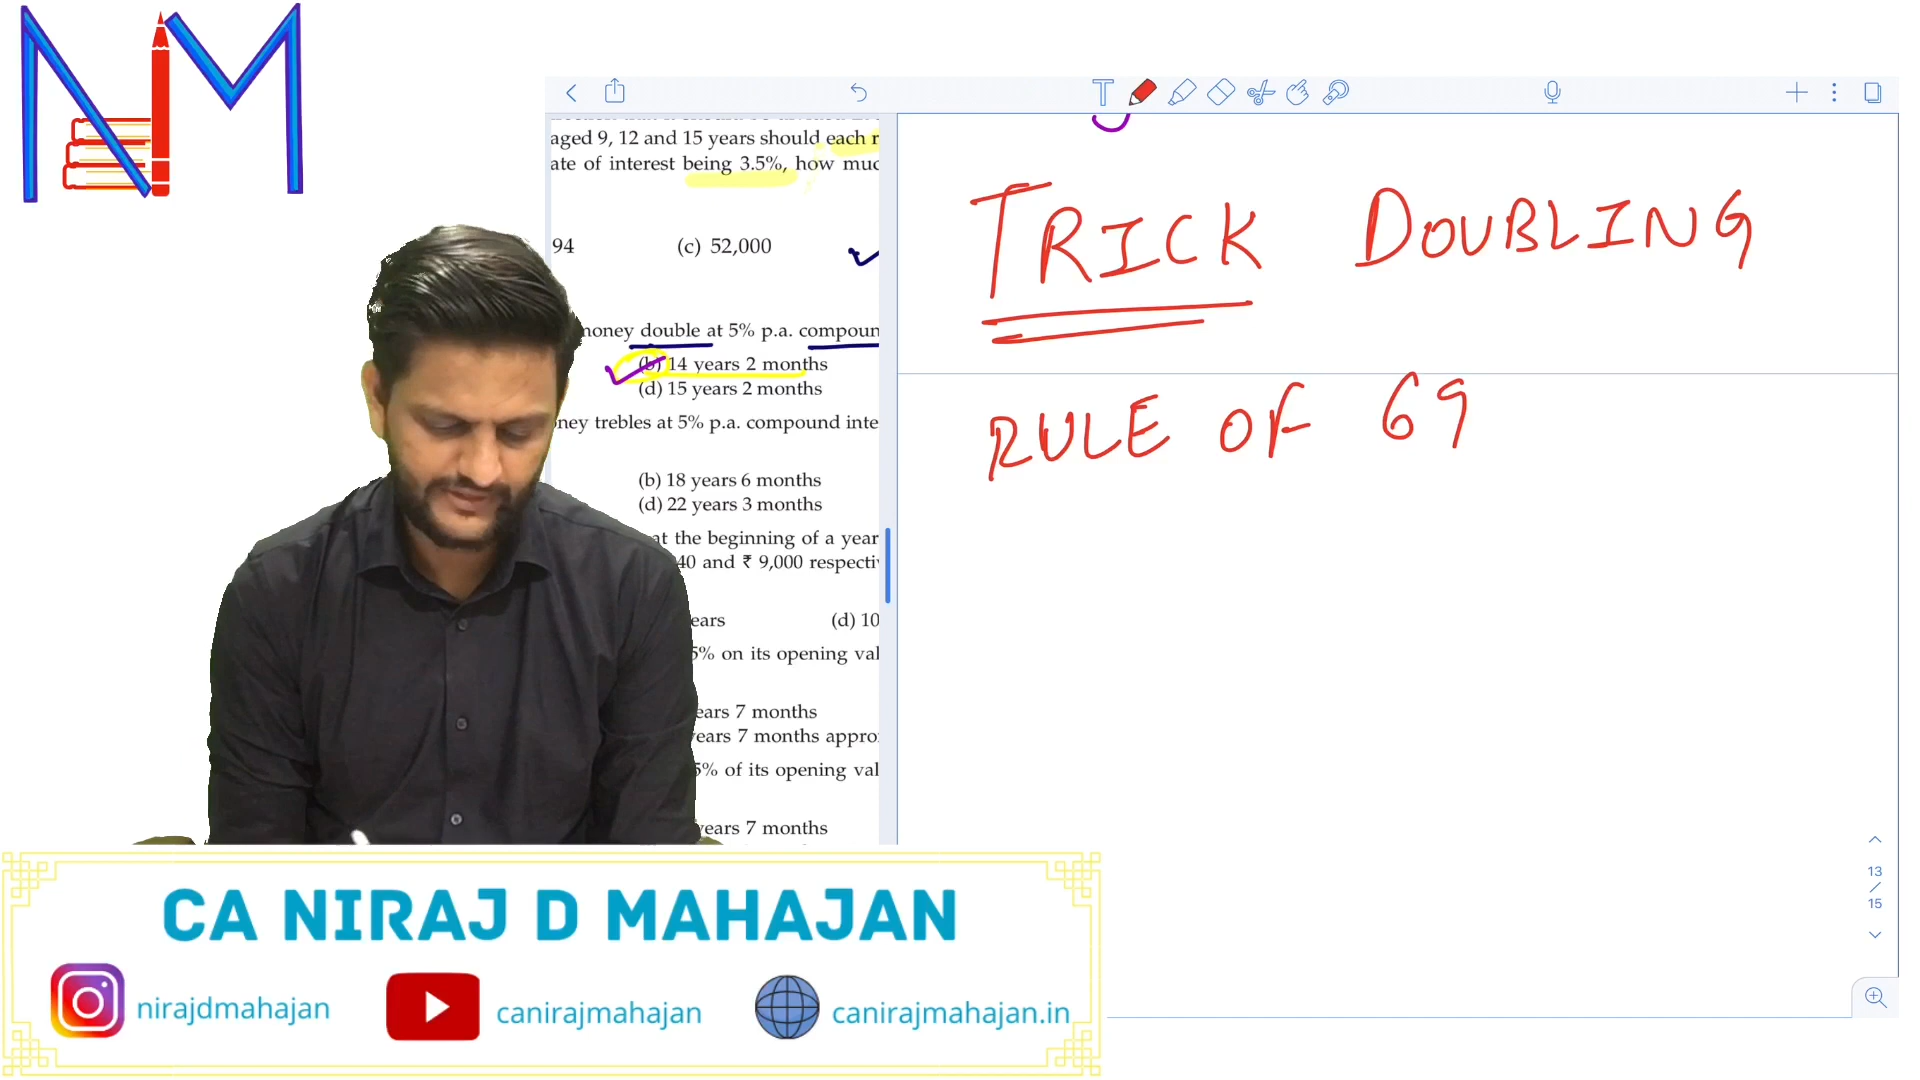 NM
aged 9, 12 and 15 years should each r
ate of interest being 3.5%, how muc
94 (c) 52,000
money double at 5% p.a. compoun
(b) 14 years 2 months
(d) 15 years 2 months
ney trebles at 5% p.a. compound inte
(b) 18 years 6 months
(d) 22 years 3 months
at the beginning of a year
40 and ₹ 9,000 respecti
ears (d) 10
5% on its opening val
ears 7 months
years 7 months appro
5% of its opening val
years 7 months
T
TRICK DOUBLING
RULE OF 69
13
/
15
CA NIRAJ D MAHAJAN
nirajdmahajan
canirajmahajan
canirajmahajan.in